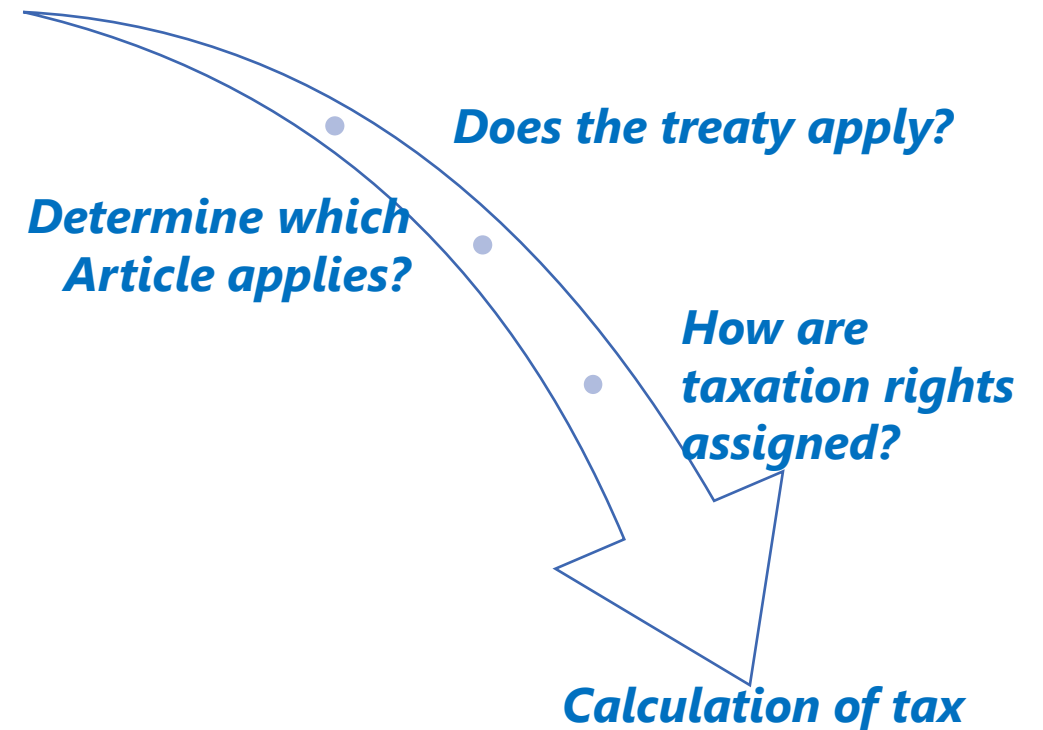 Does the treaty apply?
Determine which
Article applies?
How are
taxation rights
assigned?
Calculation of tax